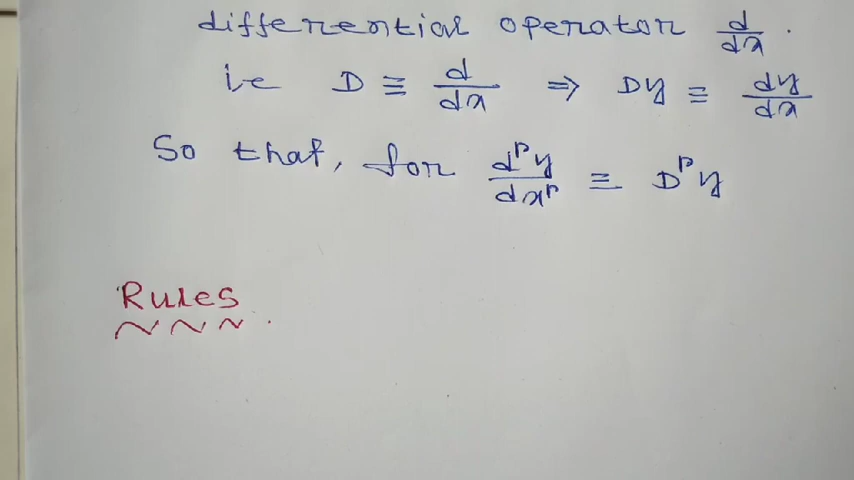 differential operator d/dx.
ie D ≡ d/dx ⇒ Dy ≡ dy/dx
So that, for d^p y/dx^p ≡ D^p y
Rules